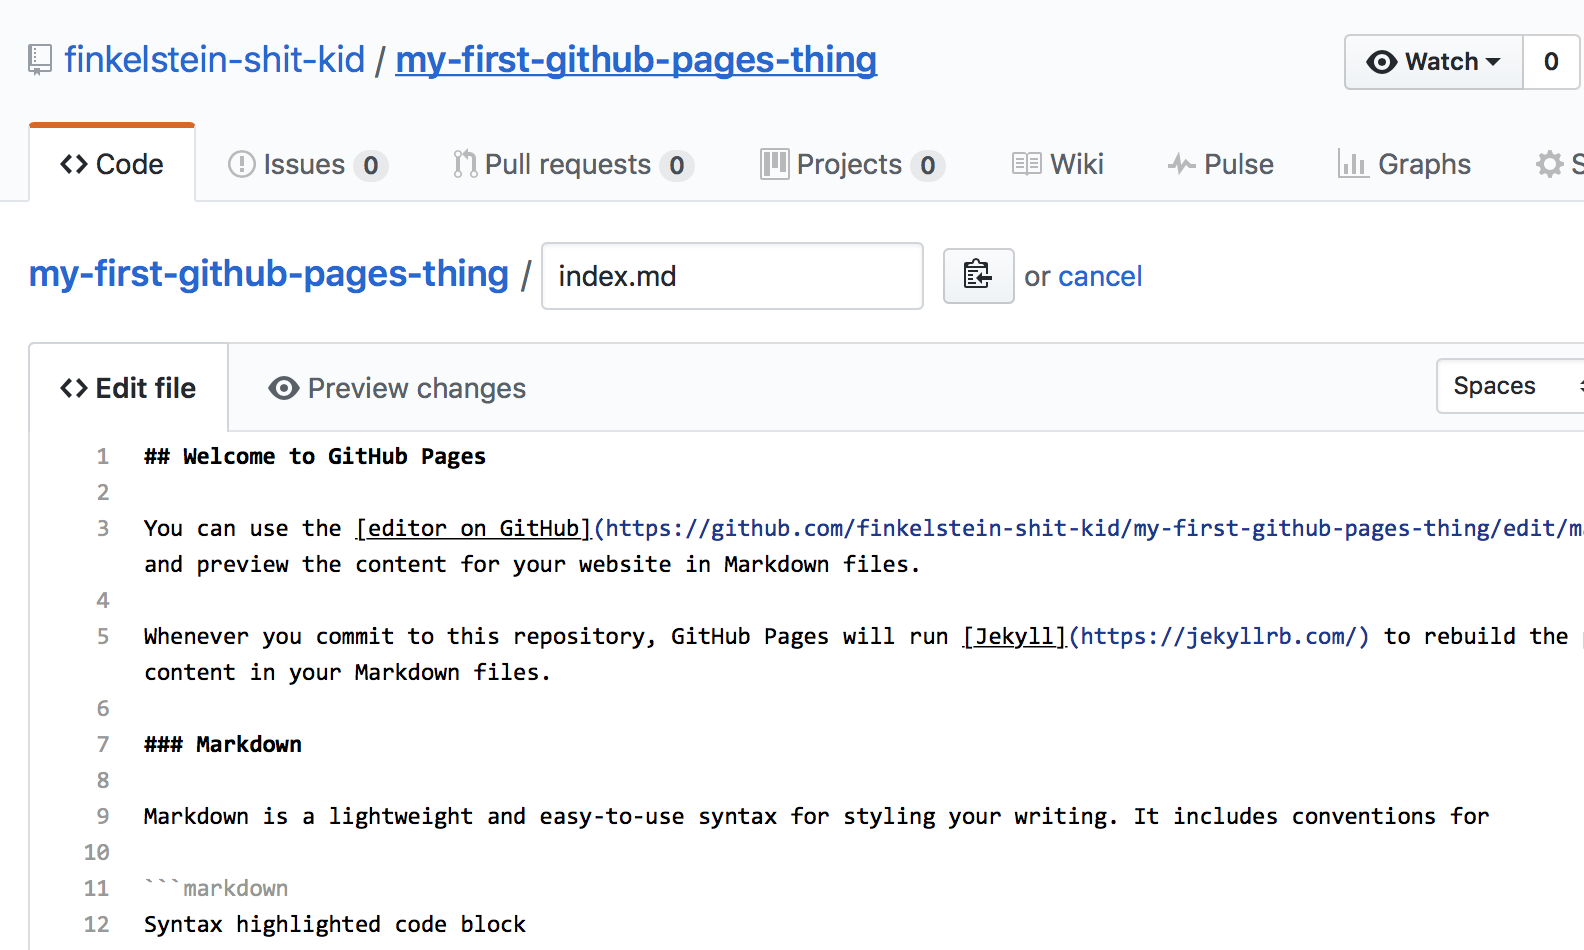 finkelstein-shit-kid / my-first-github-pages-thing
Watch 0
Code Issues 0 Pull requests 0 Projects 0 Wiki Pulse Graphs
my-first-github-pages-thing / index.md or cancel
Edit file Preview changes Spaces
1 ## Welcome to GitHub Pages
2
3 You can use the [editor on GitHub](https://github.com/finkelstein-shit-kid/my-first-github-pages-thing/edit/m
and preview the content for your website in Markdown files.
4
5 Whenever you commit to this repository, GitHub Pages will run [Jekyll](https://jekyllrb.com/) to rebuild the
content in your Markdown files.
6
7 ### Markdown
8
9 Markdown is a lightweight and easy-to-use syntax for styling your writing. It includes conventions for
10
11 ```markdown
12 Syntax highlighted code block